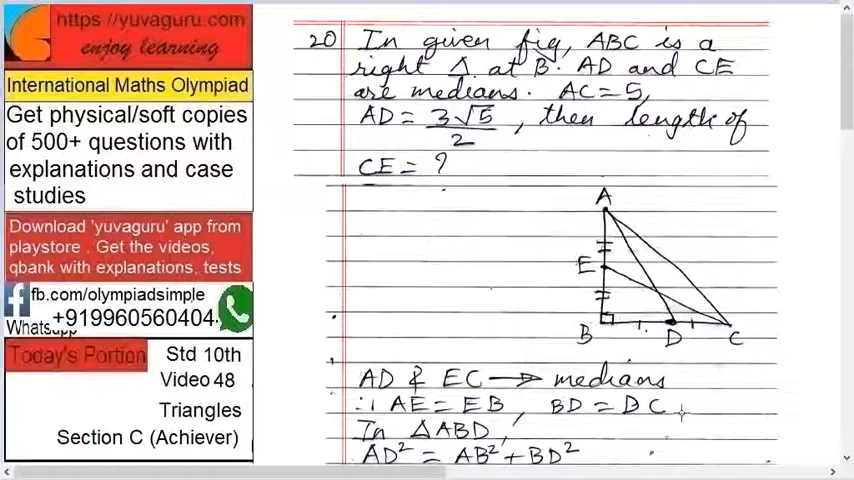 https://yuvaguru.com
enjoy learning
International Maths Olympiad
Get physical/soft copies
of 500+ questions with
explanations and case
studies
Download 'yuvaguru' app from
playstore . Get the videos,
qbank with explanations, tests
fb.com/olympiadsimple
+919960560404
Whatsapp
Today's Portion
Std 10th
Video 48
Triangles
Section C (Achiever)
20 In given fig, ABC is a
right Δ at B. AD and CE
are medians. AC = 5,
AD = 3√5/2, then length of
CE = ?
A
E
B D C
AD & EC → medians
∴ AE = EB, BD = DC
In ΔABD,
AD² = AB² + BD²